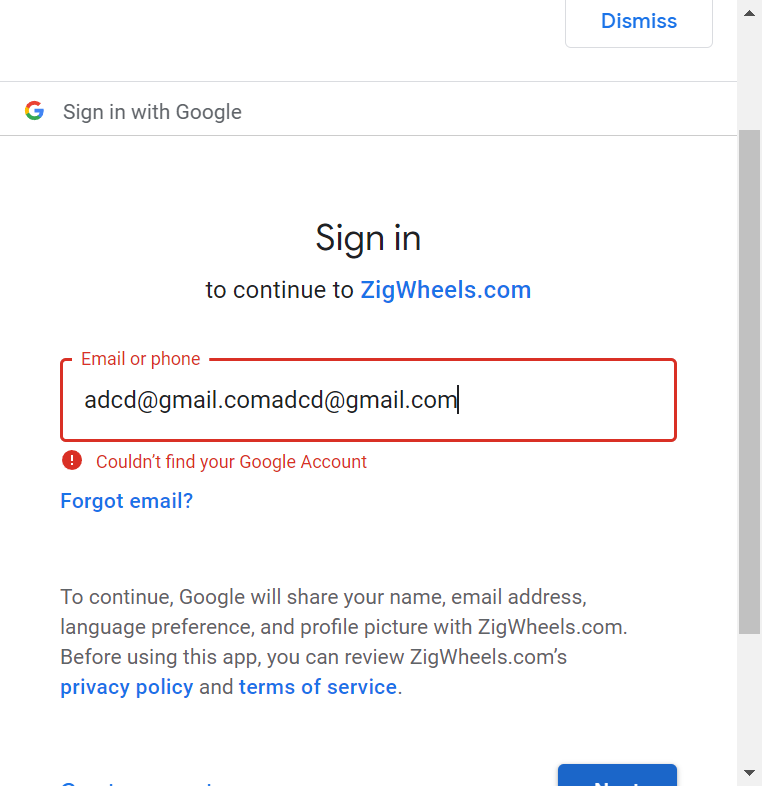 Dismiss
Sign in with Google
Sign in
to continue to ZigWheels.com
Email or phone
adcd@gmail.comadcd@gmail.com
Couldn’t find your Google Account
Forgot email?
To continue, Google will share your name, email address,
language preference, and profile picture with ZigWheels.com.
Before using this app, you can review ZigWheels.com’s
privacy policy and terms of service.